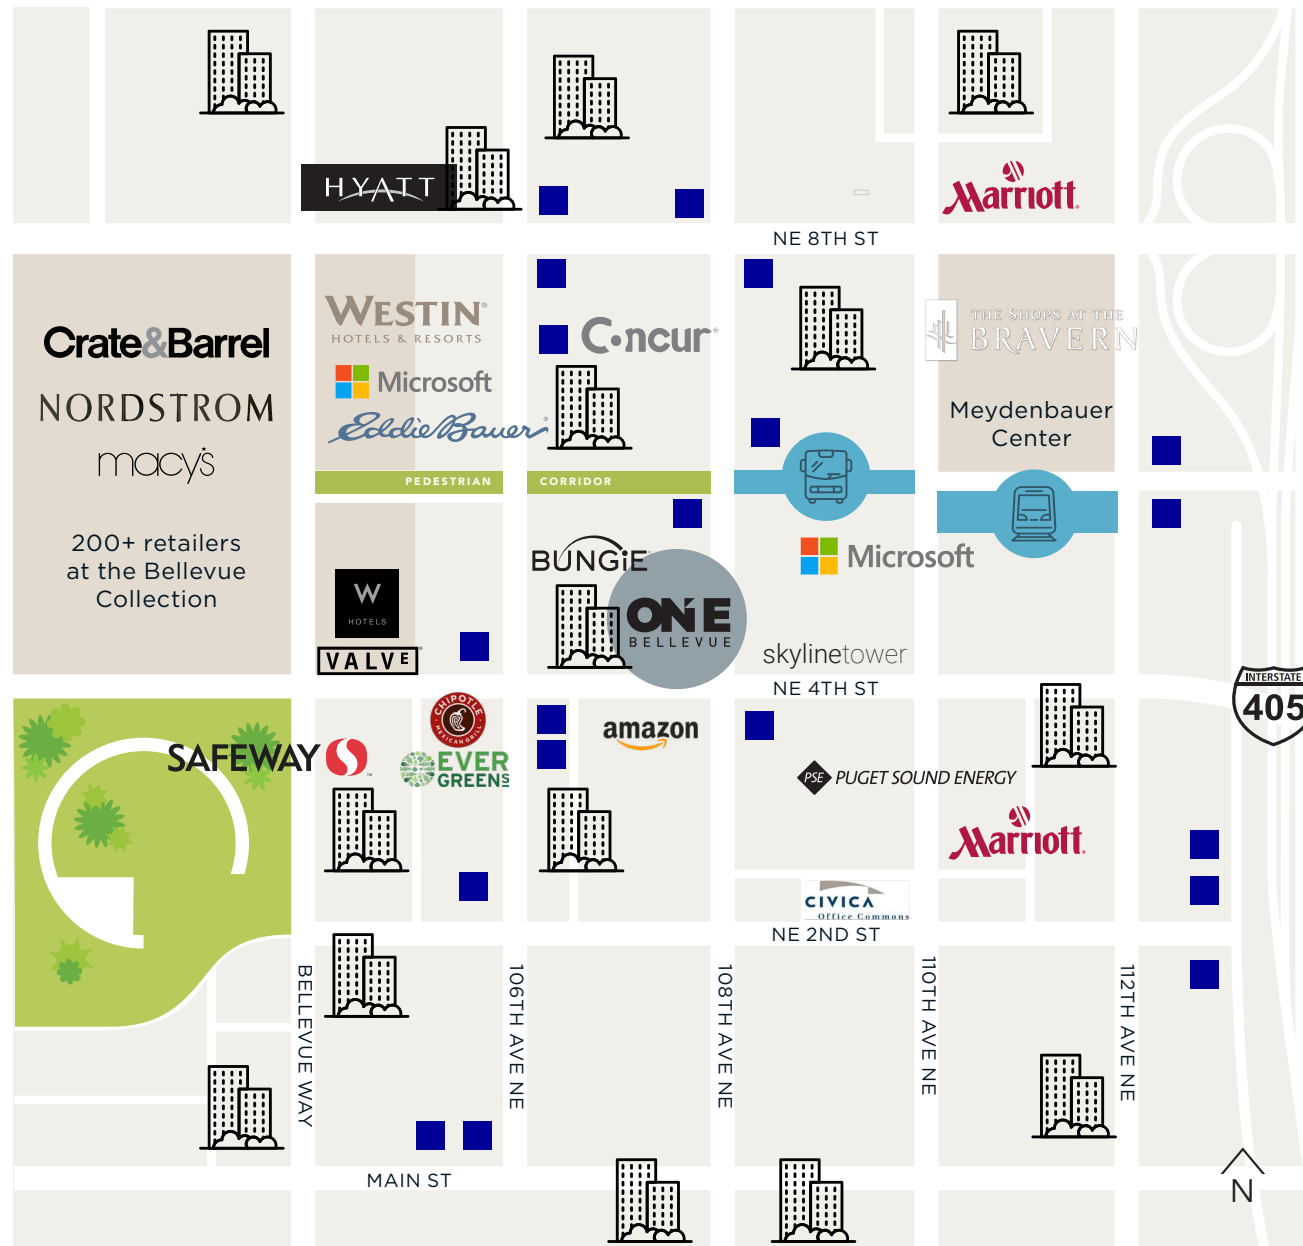 HYATT
Marriott
NE 8TH ST
Crate&Barrel
NORDSTROM
macy's
200+ retailers
at the Bellevue
Collection
WESTIN
HOTELS & RESORTS
Microsoft
Eddie Bauer
Concur
THE SHOPS AT THE
BRAVERN
Meydenbauer
Center
PEDESTRIAN CORRIDOR
BUNGiE
ONE
BELLEVUE
Microsoft
W
HOTELS
VALVE
skylinetower
NE 4TH ST
INTERSTATE
405
SAFEWAY
CHIPOTLE
MEXICAN GRILL
EVER
GREENS
amazon
PSE PUGET SOUND ENERGY
Marriott
CIVICA
Office Commons
NE 2ND ST
BELLEVUE WAY
106TH AVE NE
108TH AVE NE
110TH AVE NE
112TH AVE NE
MAIN ST
N